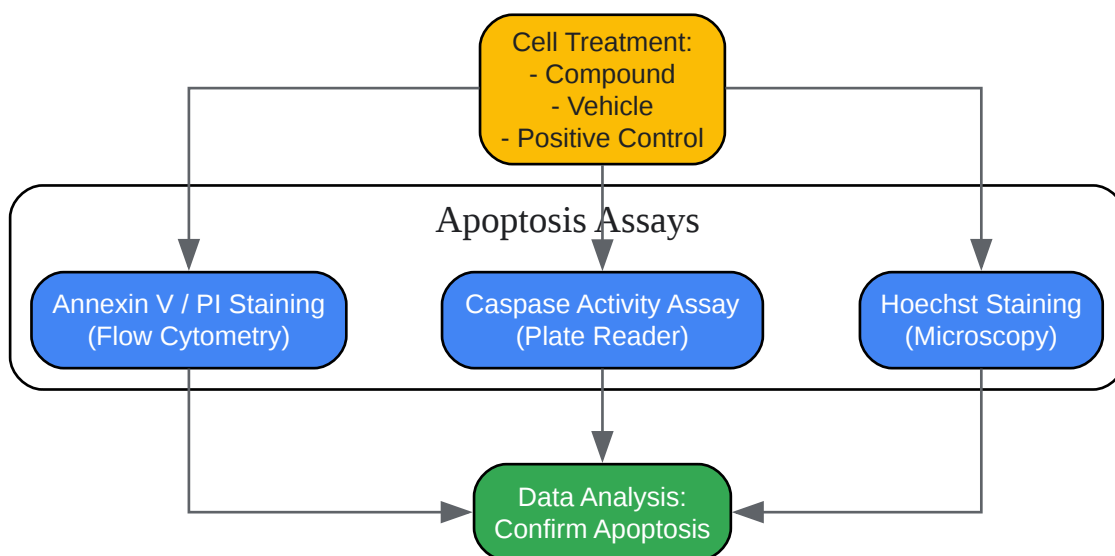 Cell Treatment:
- Compound
- Vehicle
- Positive Control
Apoptosis Assays
Annexin V / PI Staining
(Flow Cytometry)
Caspase Activity Assay
(Plate Reader)
Hoechst Staining
(Microscopy)
Data Analysis:
Confirm Apoptosis